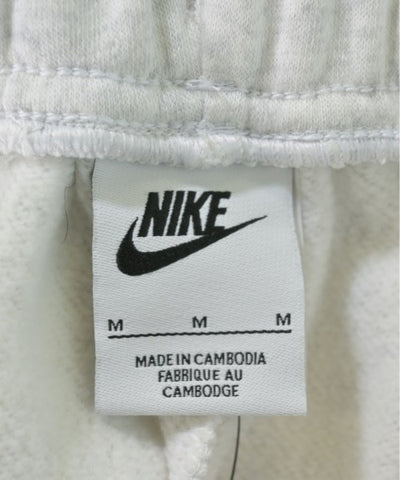 NIKE
M M M
MADE IN CAMBODIA
FABRIQUE AU
CAMBODGE